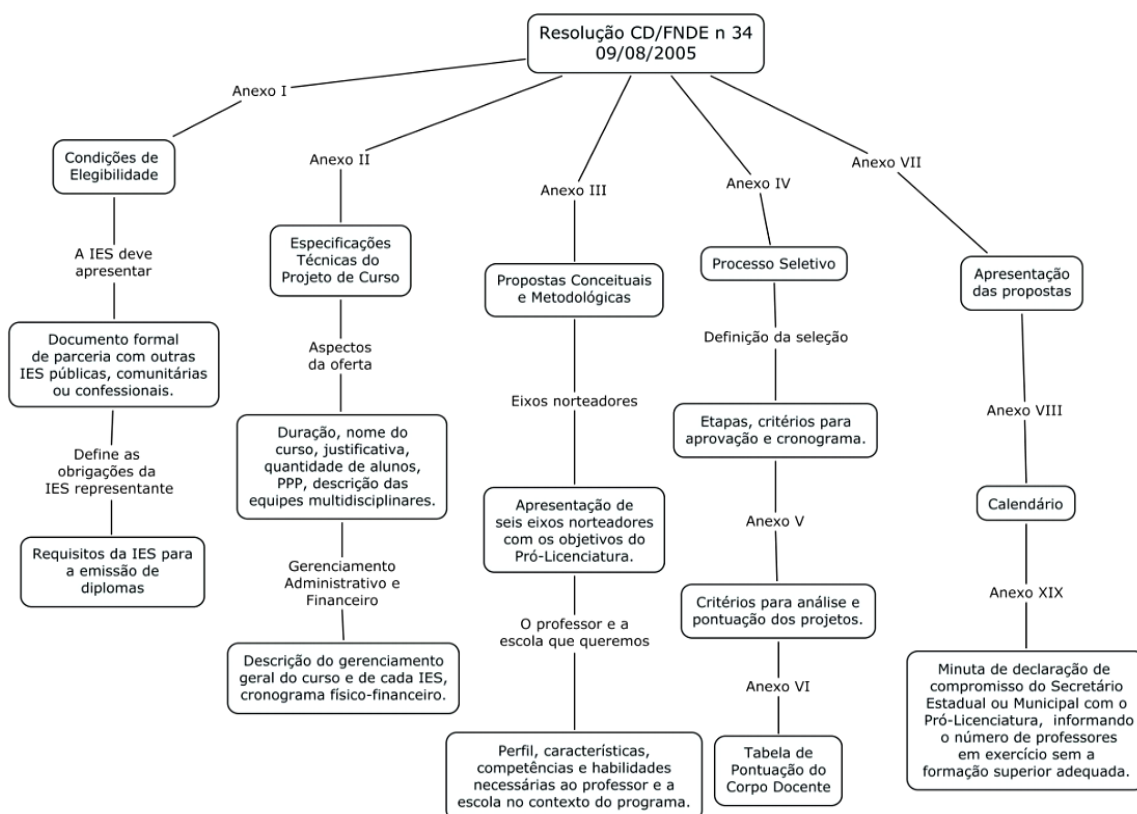 Resolução CD/FNDE n 34
09/08/2005
Anexo I
Condições de
Elegibilidade
A IES deve
apresentar
Documento formal
de parceria com outras
IES públicas, comunitárias
ou confessionais.
Define as
obrigações da
IES representante
Requisitos da IES para
a emissão de
diplomas
Anexo II
Especificações
Técnicas do
Projeto de Curso
Aspectos
da oferta
Duração, nome do
curso, justificativa,
quantidade de alunos,
PPP, descrição das
equipes multidisciplinares.
Gerenciamento
Administrativo e
Financeiro
Descrição do gerenciamento
geral do curso e de cada IES,
cronograma físico-financeiro.
Anexo III
Propostas Conceituais
e Metodológicas
Eixos norteadores
Apresentação de
seis eixos norteadores
com os objetivos do
Pró-Licenciatura.
O professor e a
escola que queremos
Perfil, características,
competências e habilidades
necessárias ao professor e a
escola no contexto do programa.
Anexo IV
Processo Seletivo
Definição da seleção
Etapas, critérios para
aprovação e cronograma.
Anexo V
Critérios para análise e
pontuação dos projetos.
Anexo VI
Tabela de
Pontuação do
Corpo Docente
Anexo VII
Apresentação
das propostas
Anexo VIII
Calendário
Anexo XIX
Minuta de declaração de
compromisso do Secretário
Estadual ou Municipal com o
Pró-Licenciatura, informando
o número de professores
em exercício sem a
formação superior adequada.